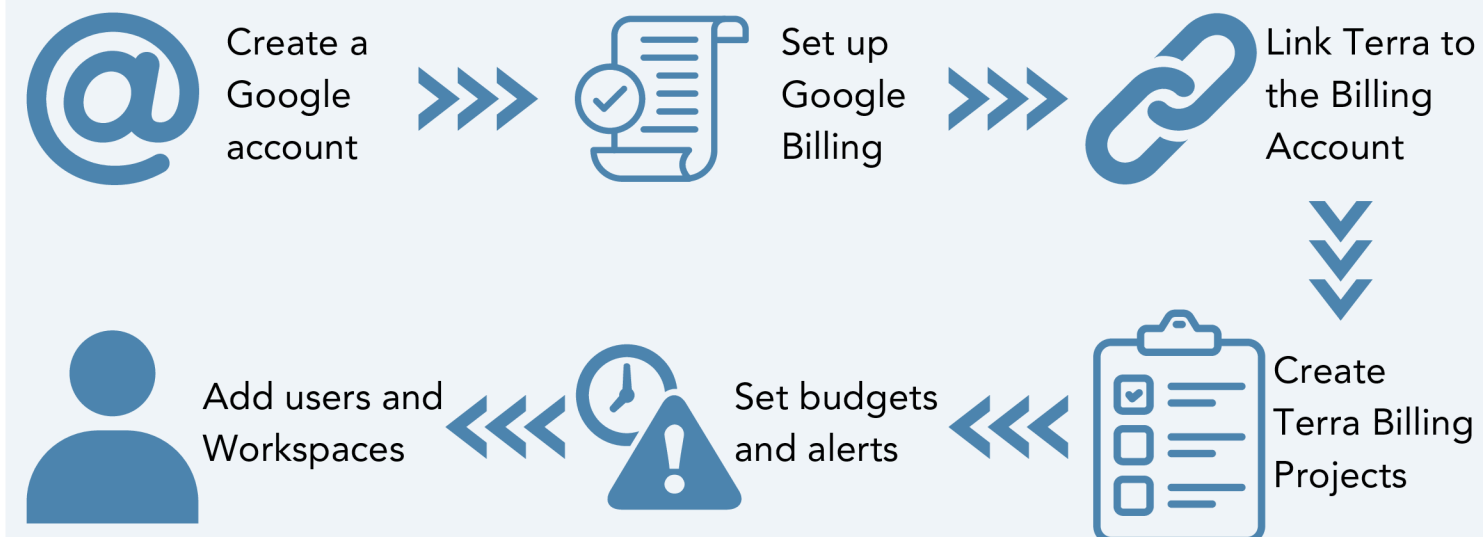 Create a
Google
account
Set up
Google
Billing
Link Terra to
the Billing
Account
Create
Terra Billing
Projects
Set budgets
and alerts
Add users and
Workspaces